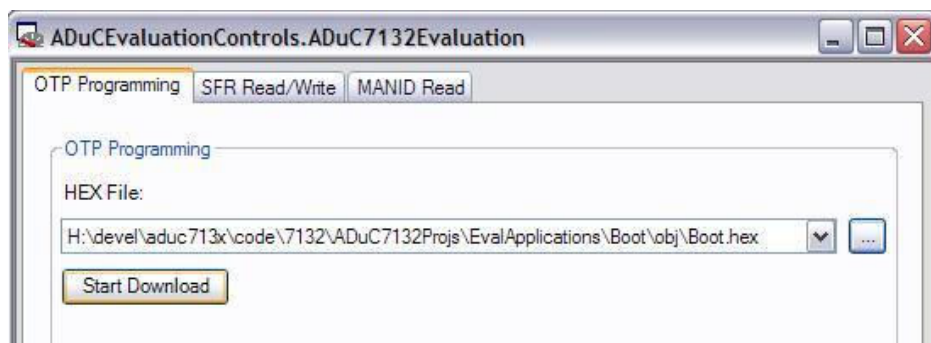 ADuCEvaluationControls.ADuC7132Evaluation
OTP Programming SFR Read/Write MANID Read
OTP Programming
HEX File:
H:\devel\aduc713x\code\7132\ADuC7132Projs\EvalApplications\Boot\obj\Boot.hex ...
Start Download